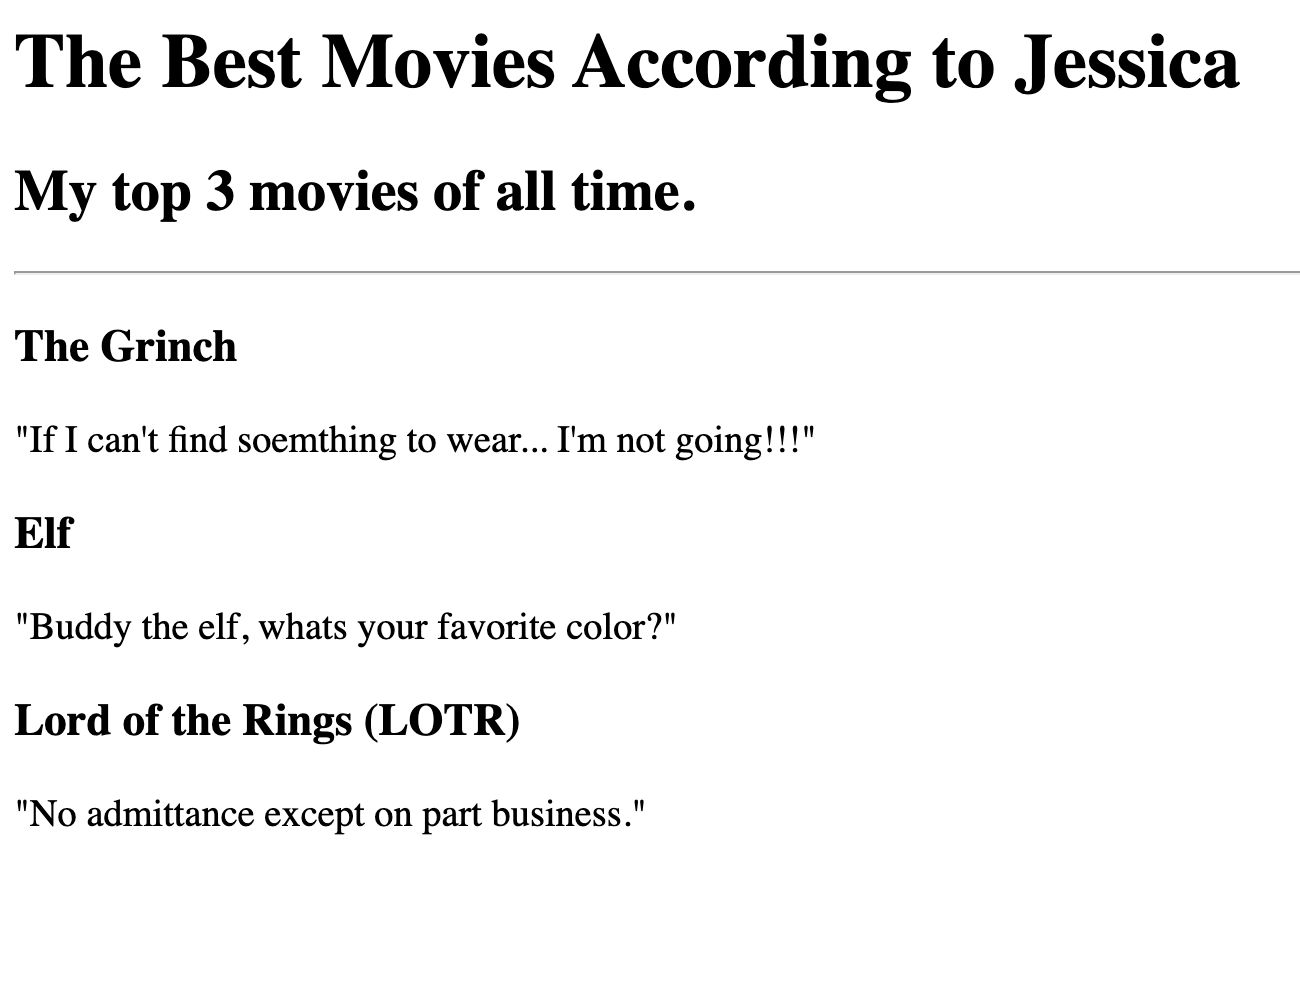 The Best Movies According to Jessica
My top 3 movies of all time.
The Grinch
"If I can't find soemthing to wear... I'm not going!!!"
Elf
"Buddy the elf, whats your favorite color?"
Lord of the Rings (LOTR)
"No admittance except on part business."